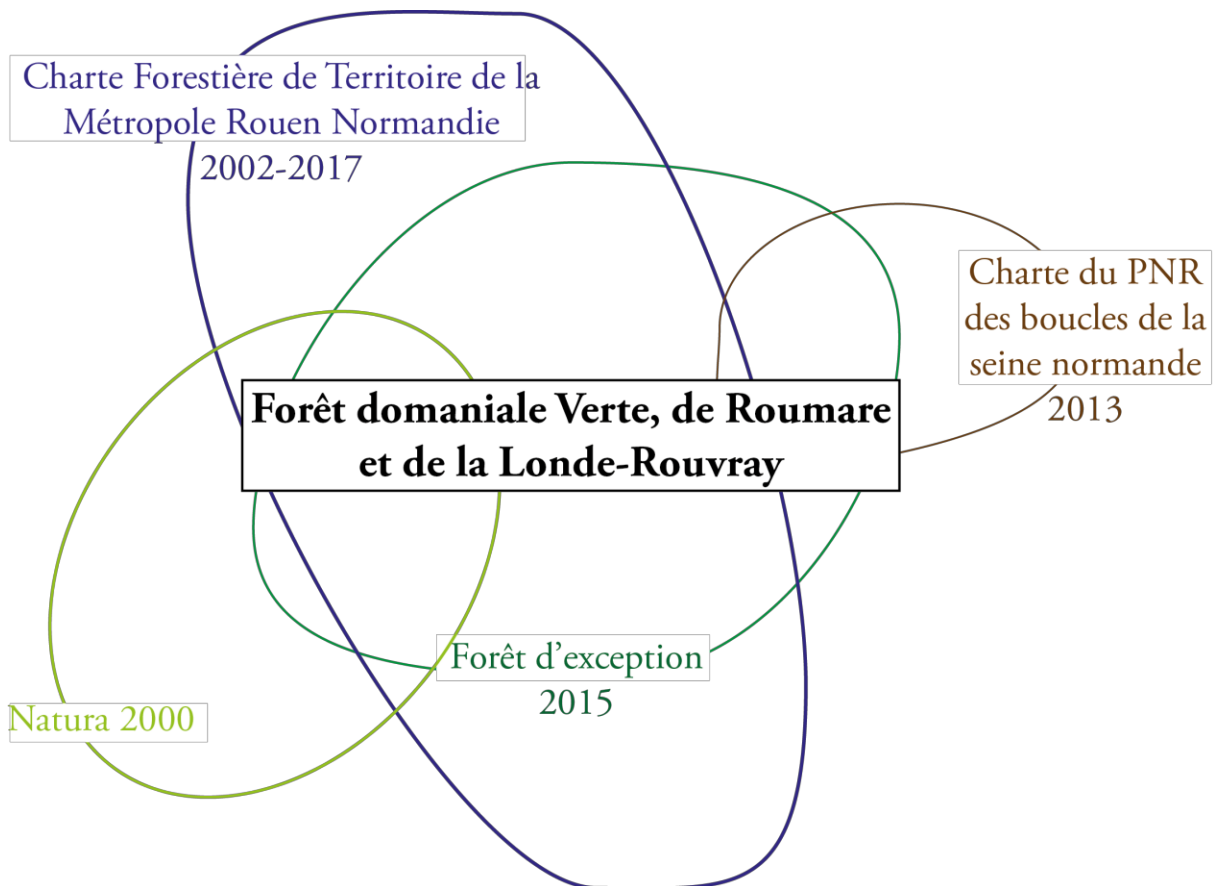 Charte Forestière de Territoire de la
Métropole Rouen Normandie
2002-2017
Charte du PNR
des boucles de la
seine normande
2013
Forêt domaniale Verte, de Roumare
et de la Londe-Rouvray
Forêt d'exception
2015
Natura 2000